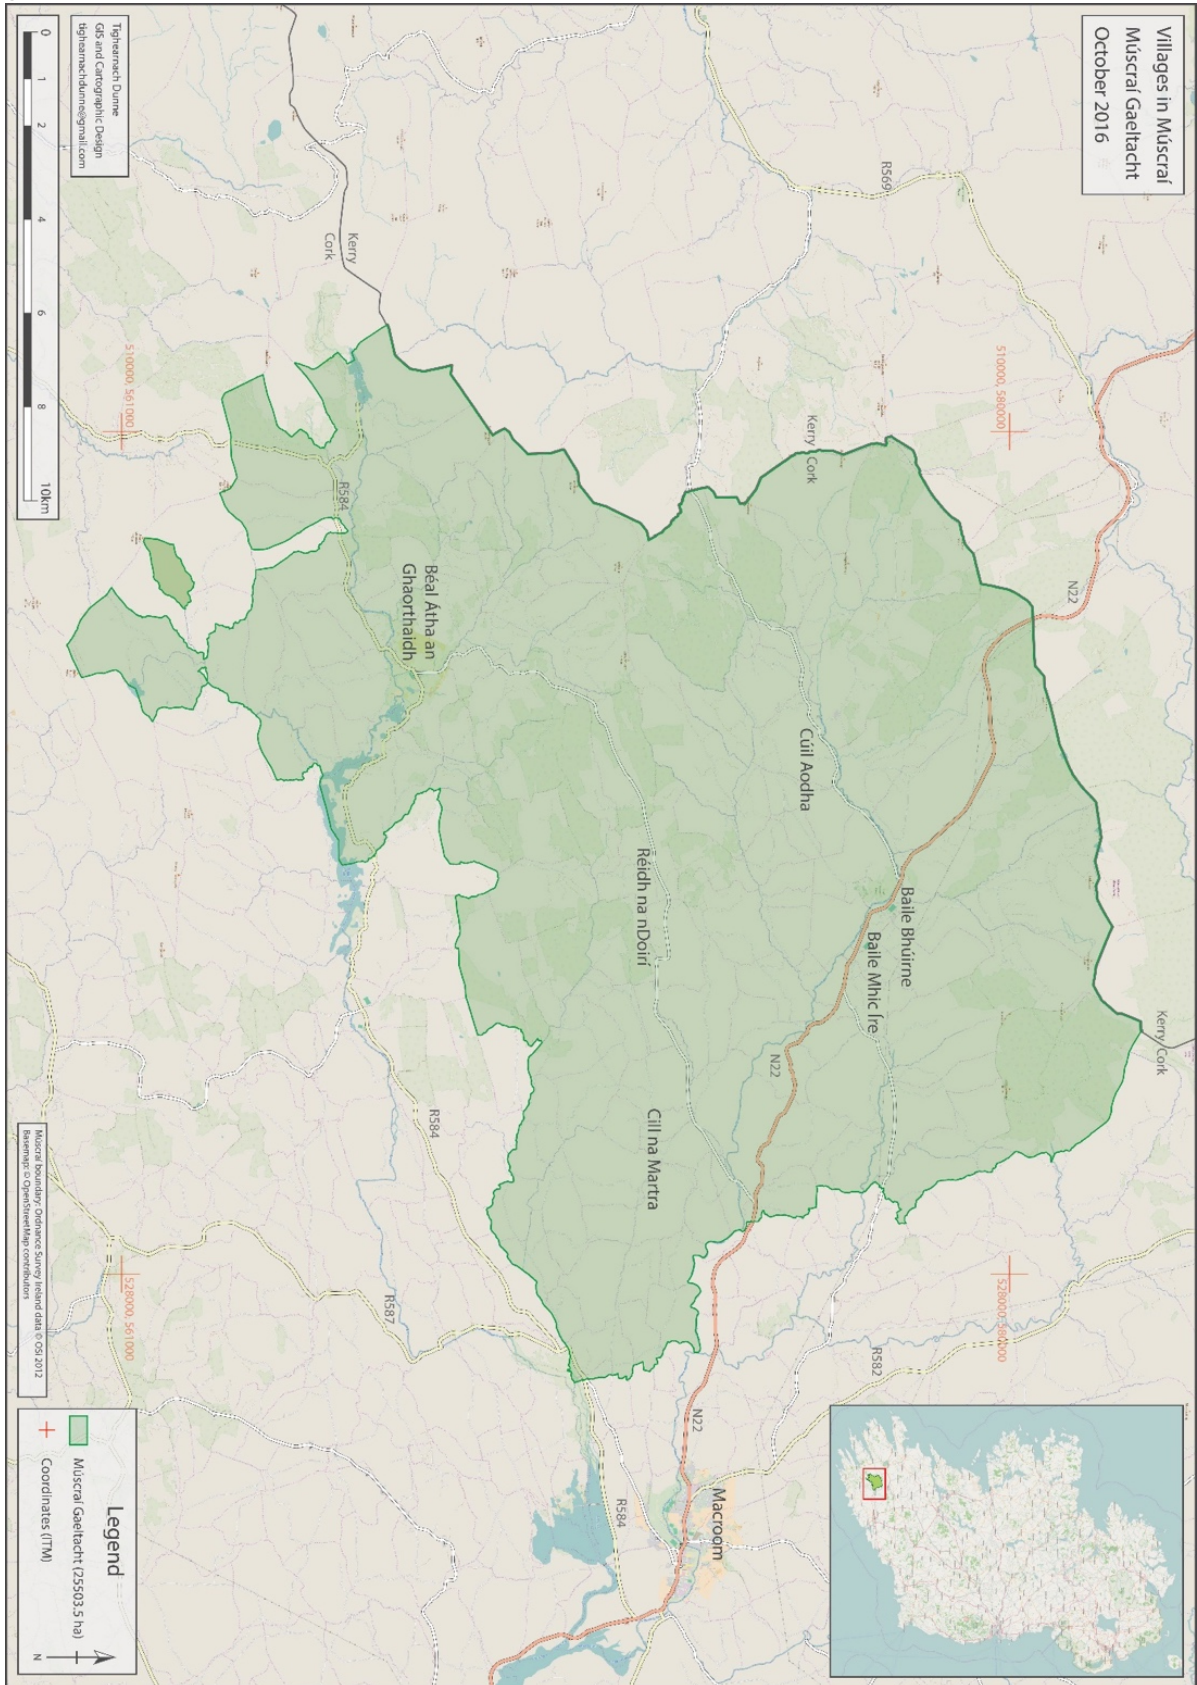 Villages in Múscraí
Múscraí Gaeltacht
October 2016
N22
Kerry
Cork
R569
510000, 580000
Kerry
Cork
528000, 580000
R582
Baile Bhúirne
Baile Mhic Íre
Cúil Aodha
N22
N22
Macroom
Réidh na nDoirí
Cill na Martra
R584
Kerry
Cork
Béal Átha an
Ghaorthaidh
R584
R584
R587
510000, 561000
528000, 561000
Tighearnach Dunne
GIS and Cartographic Design
tighearnachdunne@gmail.com
0
1
2
4
6
8
10km
Múscraí boundary: Ordnance Survey Ireland data © OSi 2012
Basemap: © OpenStreetMap contributors
Legend
Múscraí Gaeltacht (25503.5 ha)
Coordinates (ITM)
N